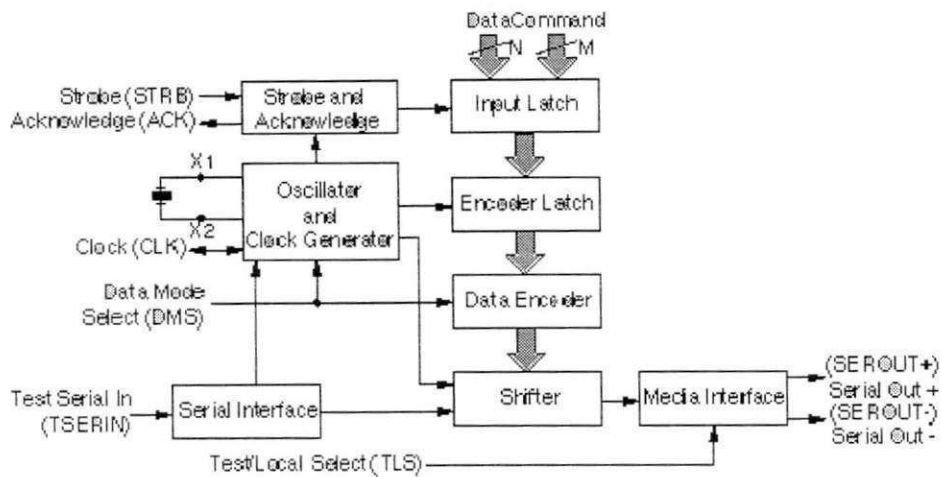 DataCommand
N
M
Strobe (STRB)
Acknowledge (ACK)
Strobe and
Acknowledge
Input Latch
X1
X2
Oscillator
and
Clock Generator
Encoder Latch
Clock (CLK)
Data Mode
Select (DMS)
Data Encoder
Test Serial In
(TSERIN)
Serial Interface
Shifter
Media Interface
(SEROUT+)
Serial Out +
(SEROUT-)
Serial Out -
Test/Local Select (TLS)